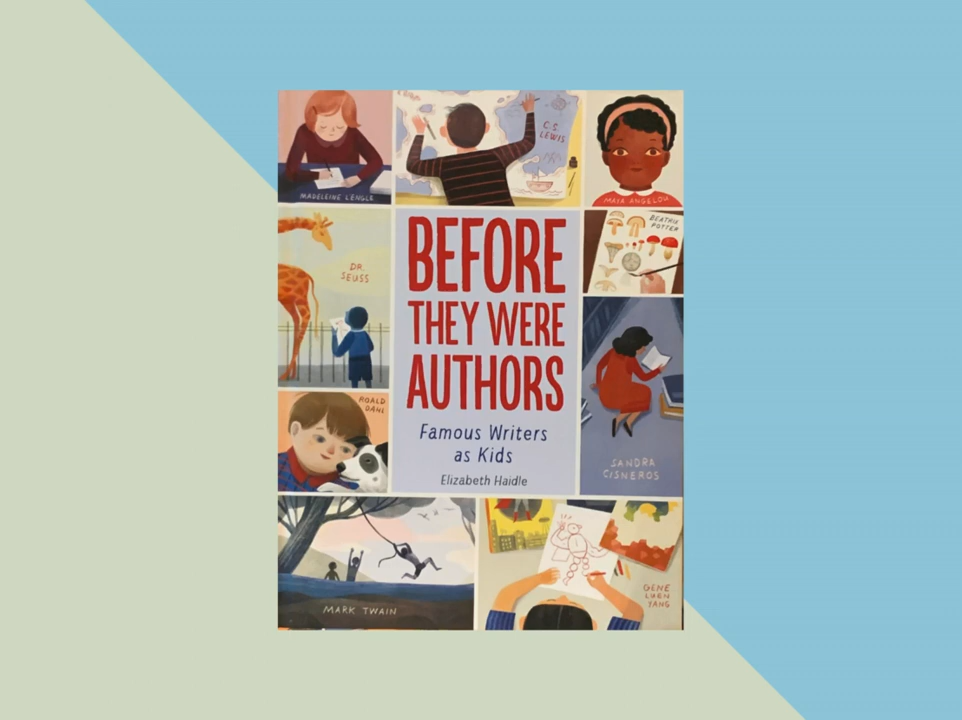 MADELEINE L'ENGLE
C.S.
LEWIS
MAYA ANGELOU
DR.
SEUSS
BEATRIX
POTTER
BEFORE
THEY WERE
AUTHORS
Famous Writers
as Kids
Elizabeth Haidle
ROALD
DAHL
SANDRA
CISNEROS
MARK TWAIN
GENE
LUEN
YANG